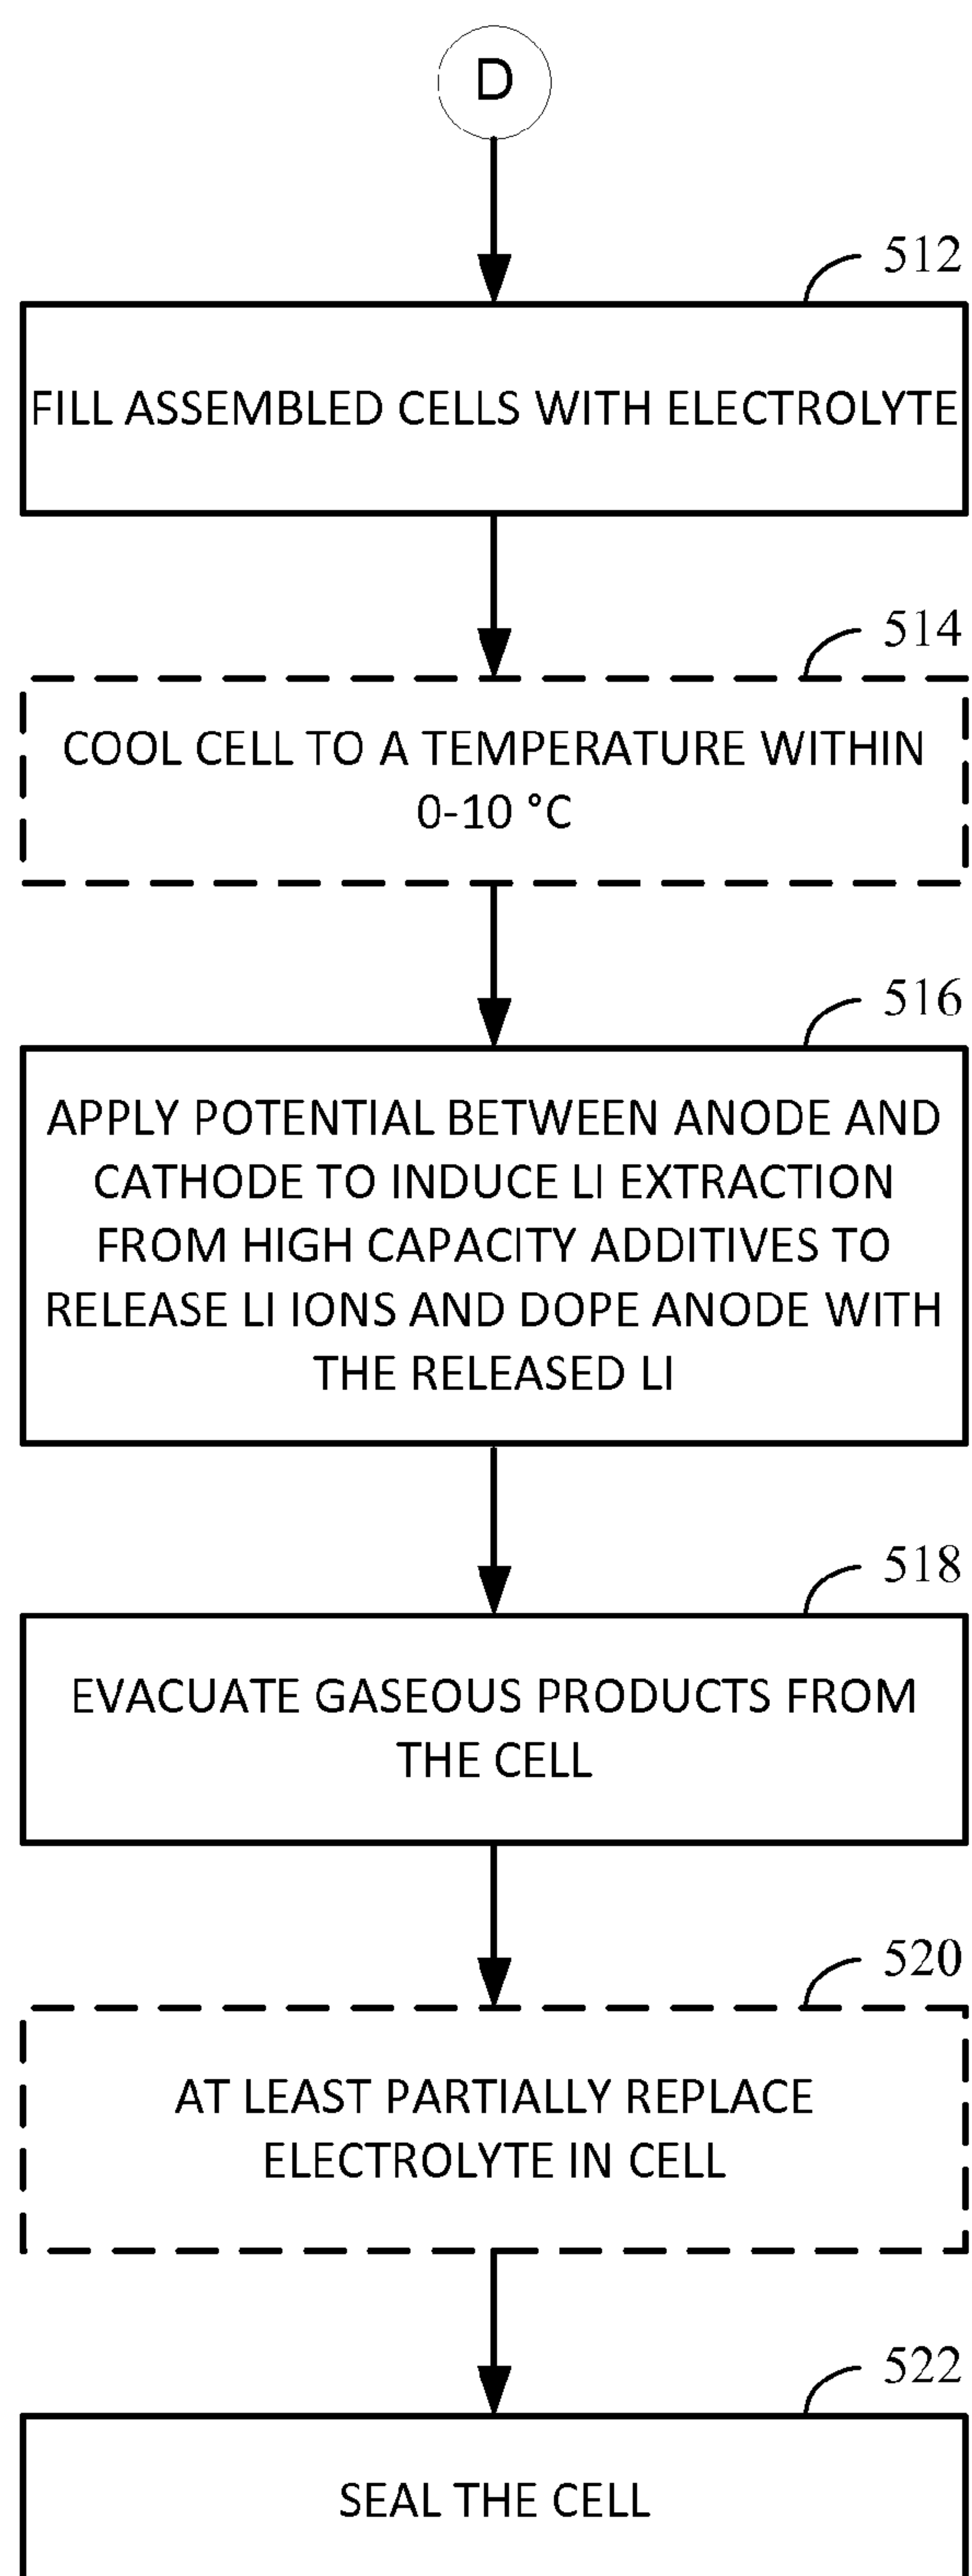 D
512
FILL ASSEMBLED CELLS WITH ELECTROLYTE
514
COOL CELL TO A TEMPERATURE WITHIN
0-10 °C
516
APPLY POTENTIAL BETWEEN ANODE AND
CATHODE TO INDUCE LI EXTRACTION
FROM HIGH CAPACITY ADDITIVES TO
RELEASE LI IONS AND DOPE ANODE WITH
THE RELEASED LI
518
EVACUATE GASEOUS PRODUCTS FROM
THE CELL
520
AT LEAST PARTIALLY REPLACE
ELECTROLYTE IN CELL
522
SEAL THE CELL